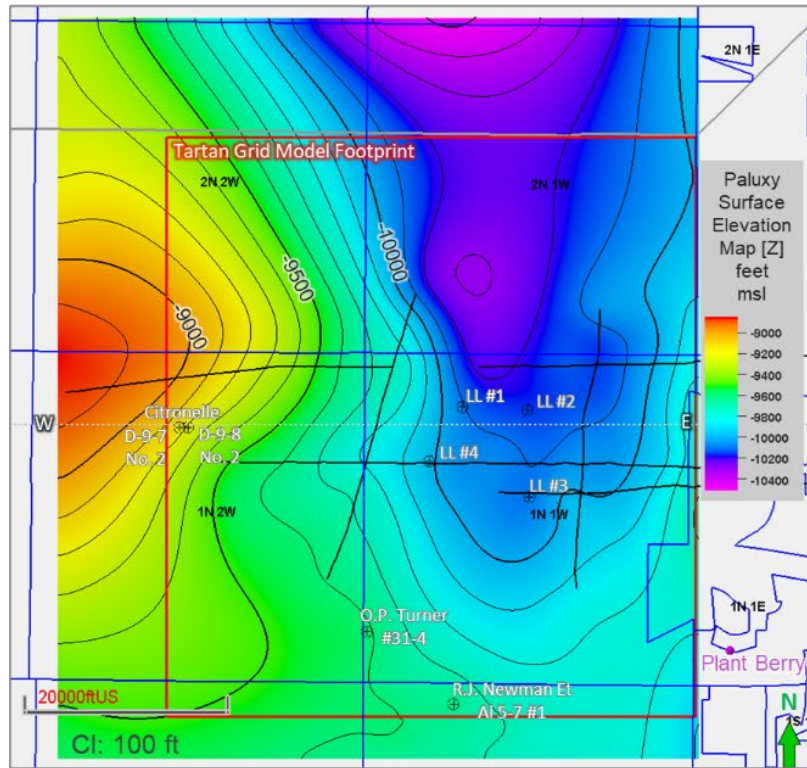 2N 1E
Tartan Grid Model Footprint
2N 2W
2N 1W
Paluxy
Surface
Elevation
Map [Z]
feet
msl
-10000
-9500
-9000
-9000
-9200
-9400
-9600
-9800
-10000
-10200
-10400
LL #1
LL #2
Citronelle
W
E
D-9-7
No. 2
D-9-8
No. 2
LL #4
LL #3
1N 2W
1N 1W
O.P. Turner
#31-4
1N 1E
Plant Berry
R.J. Newman Et
Al 5-7 #1
20000ftUS
N
1S
CI: 100 ft